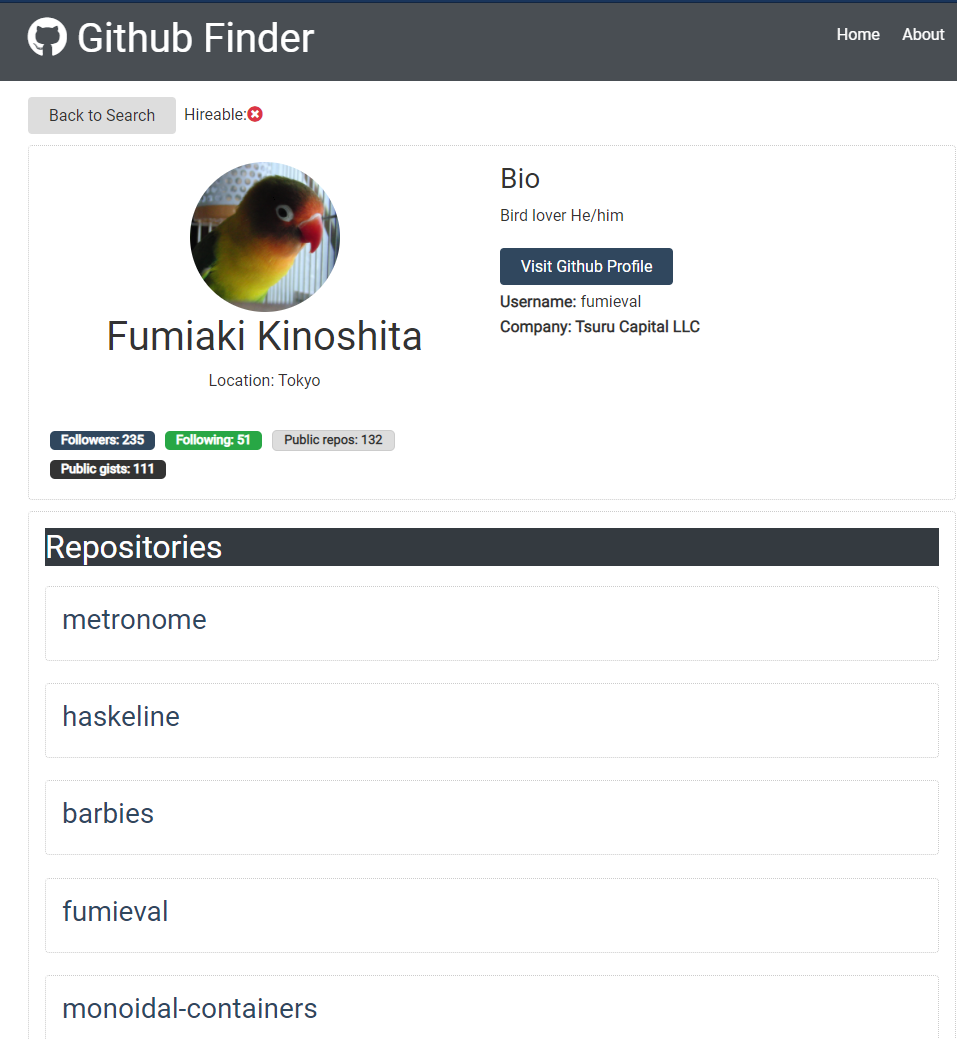 Github Finder
Home About
Back to Search Hireable:
Fumiaki Kinoshita
Location: Tokyo
Bio
Bird lover He/him
Visit Github Profile
Username: fumieval
Company: Tsuru Capital LLC
Followers: 235 Following: 51 Public repos: 132
Public gists: 111
Repositories
metronome
haskeline
barbies
fumieval
monoidal-containers